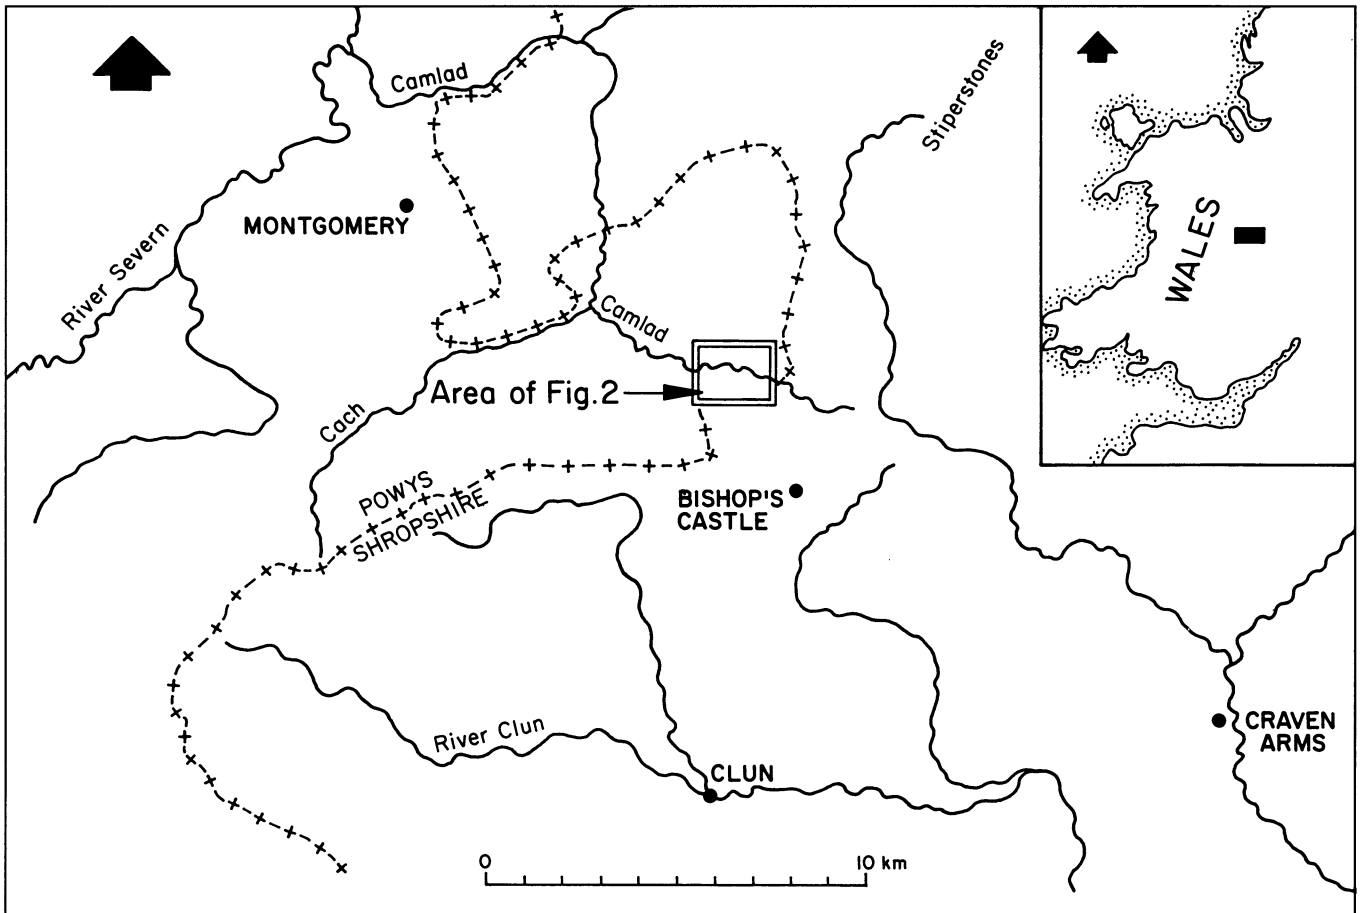 Camlad
Stiperstones
MONTGOMERY
River Severn
WALES
Camlad
Area of Fig.2
Cach
POWYS
SHROPSHIRE
BISHOP'S
CASTLE
River Clun
CLUN
CRAVEN
ARMS
0
10 km